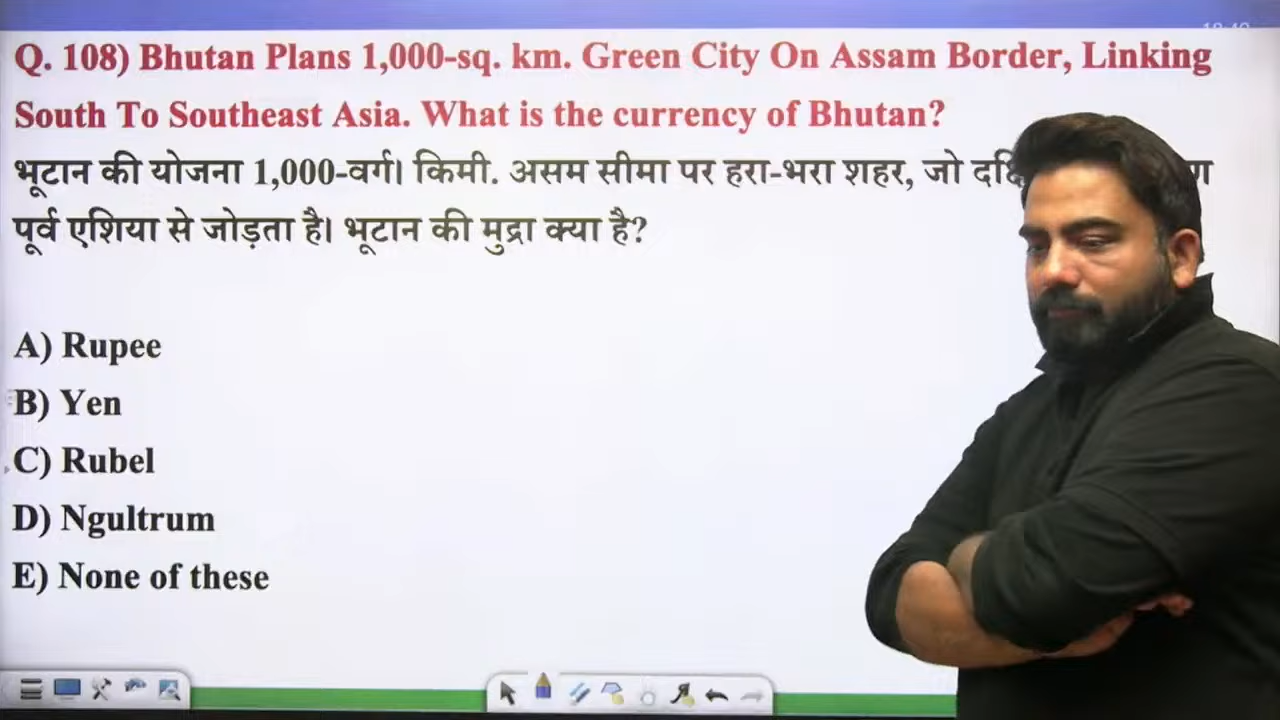 Q. 108) Bhutan Plans 1,000-sq. km. Green City On Assam Border, Linking
South To Southeast Asia. What is the currency of Bhutan?
भूटान की योजना 1,000-वर्ग। किमी. असम सीमा पर हरा-भरा शहर, जो
पूर्व एशिया से जोड़ता है। भूटान की मुद्रा क्या है?
A) Rupee
B) Yen
C) Rubel
D) Ngultrum
E) None of these